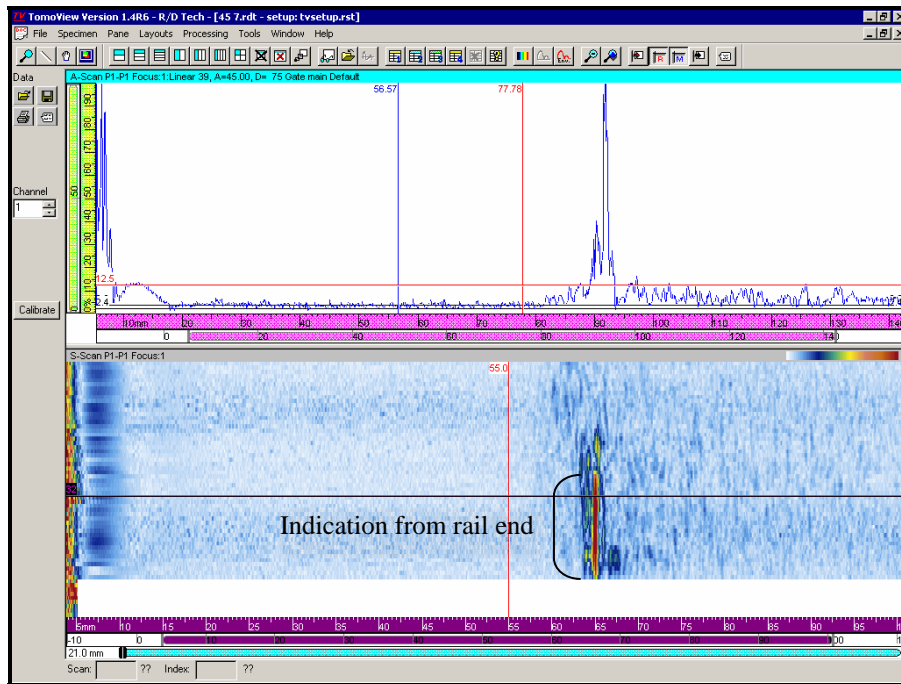 TomoView Version 1.4R6 - R/D Tech - [45 7.rdt - setup: tvsetup.rst]
File Specimen Pane Layouts Processing Tools Window Help
Data
A-Scan P1-P1 Focus:1:Linear 39, A=45.00, D= 75 Gate main Default
56.57 77.78
Channel
1
12.5
2.4
Calibrate
10mm 20 30 40 50 60 70 80 90 100 110 120 130 140
0 20 40 60 80 100 120 140
S-Scan P1-P1 Focus:1
55.0
32
Indication from rail end
5mm 10 15 20 25 30 35 40 45 50 55 60 65 70 75 80 85 90 95
-10 0 10 20 30 40 50 60 70 80 90
21.0 mm
Scan: ?? Index: ??